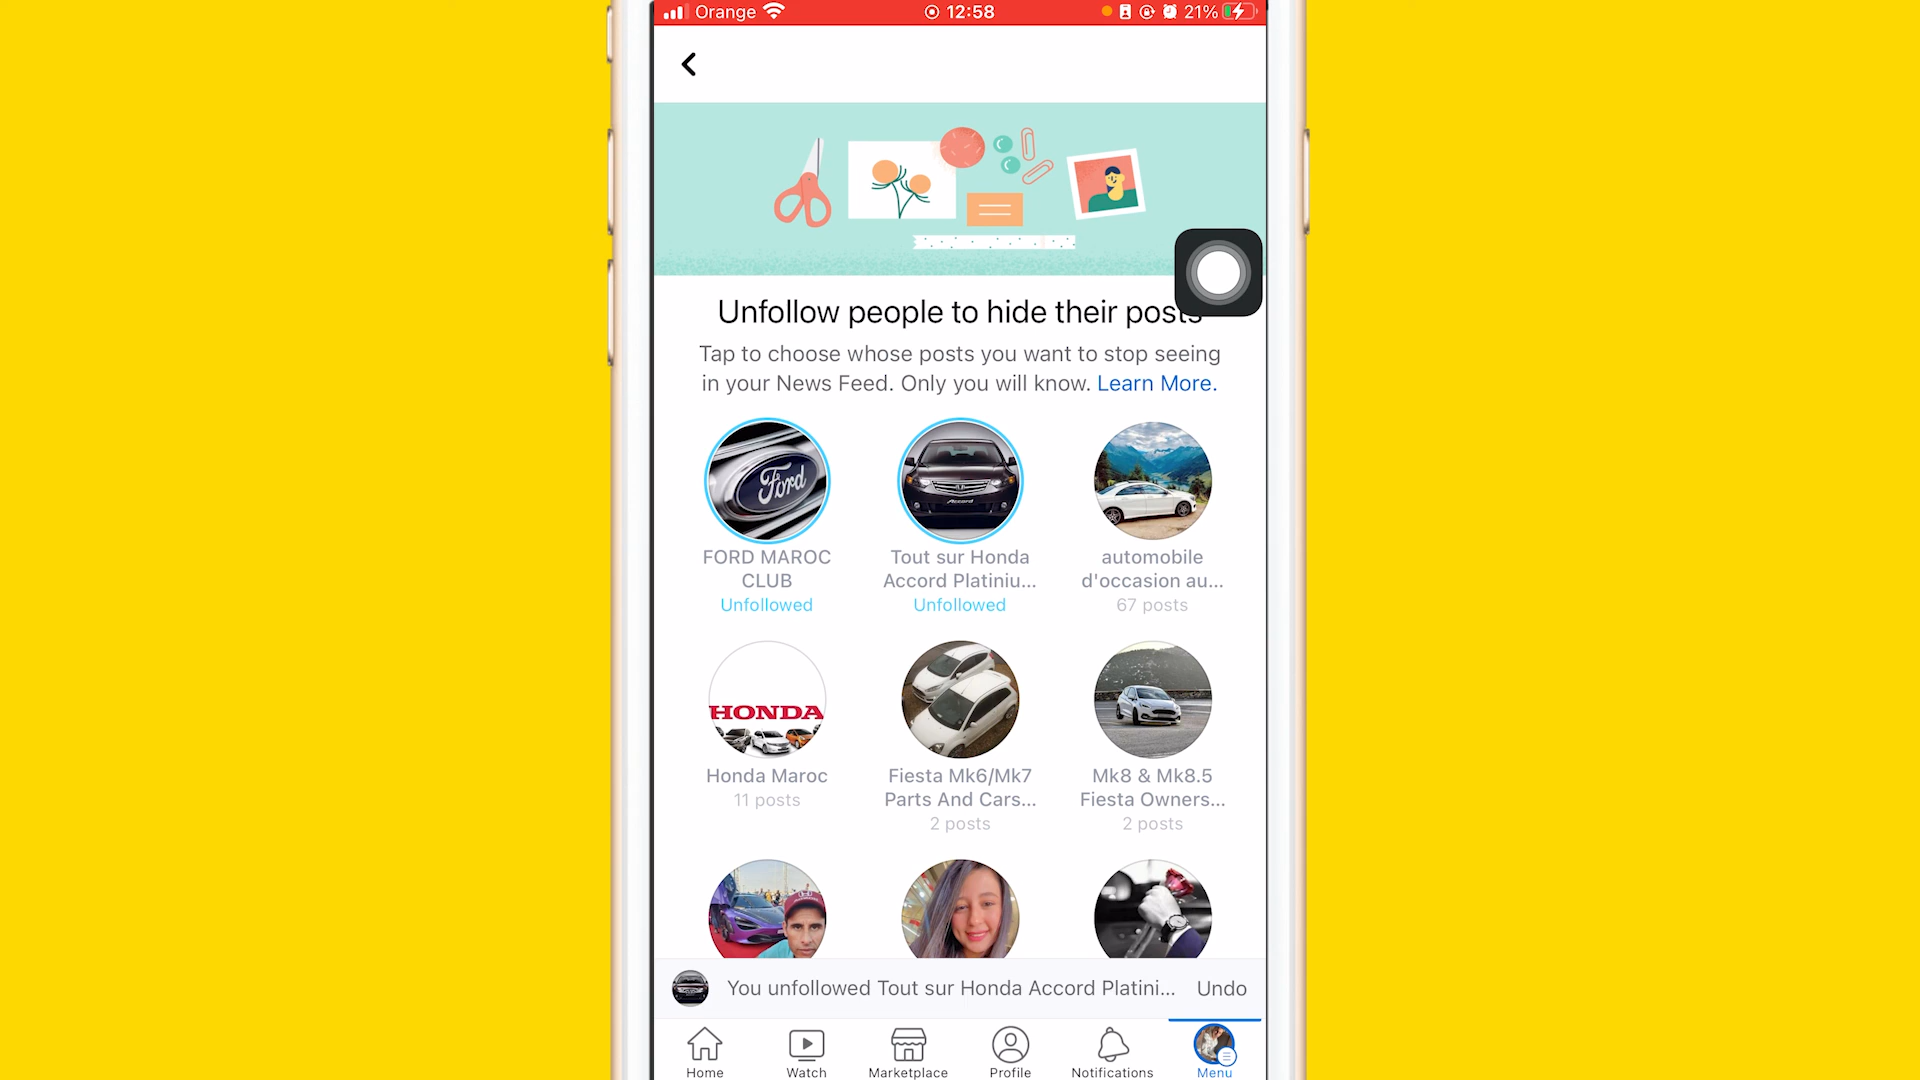 Orange 12:58 21%
Unfollow people to hide their posts
Tap to choose whose posts you want to stop seeing
in your News Feed. Only you will know. Learn More.
Ford
Accord
FORD MAROC
CLUB
Unfollowed
Tout sur Honda
Accord Platiniu...
Unfollowed
automobile
d'occasion au...
67 posts
HONDA
Honda Maroc
11 posts
Fiesta Mk6/Mk7
Parts And Cars...
2 posts
Mk8 & Mk8.5
Fiesta Owners...
2 posts
You unfollowed Tout sur Honda Accord Platini... Undo
Home Watch Marketplace Profile Notifications Menu